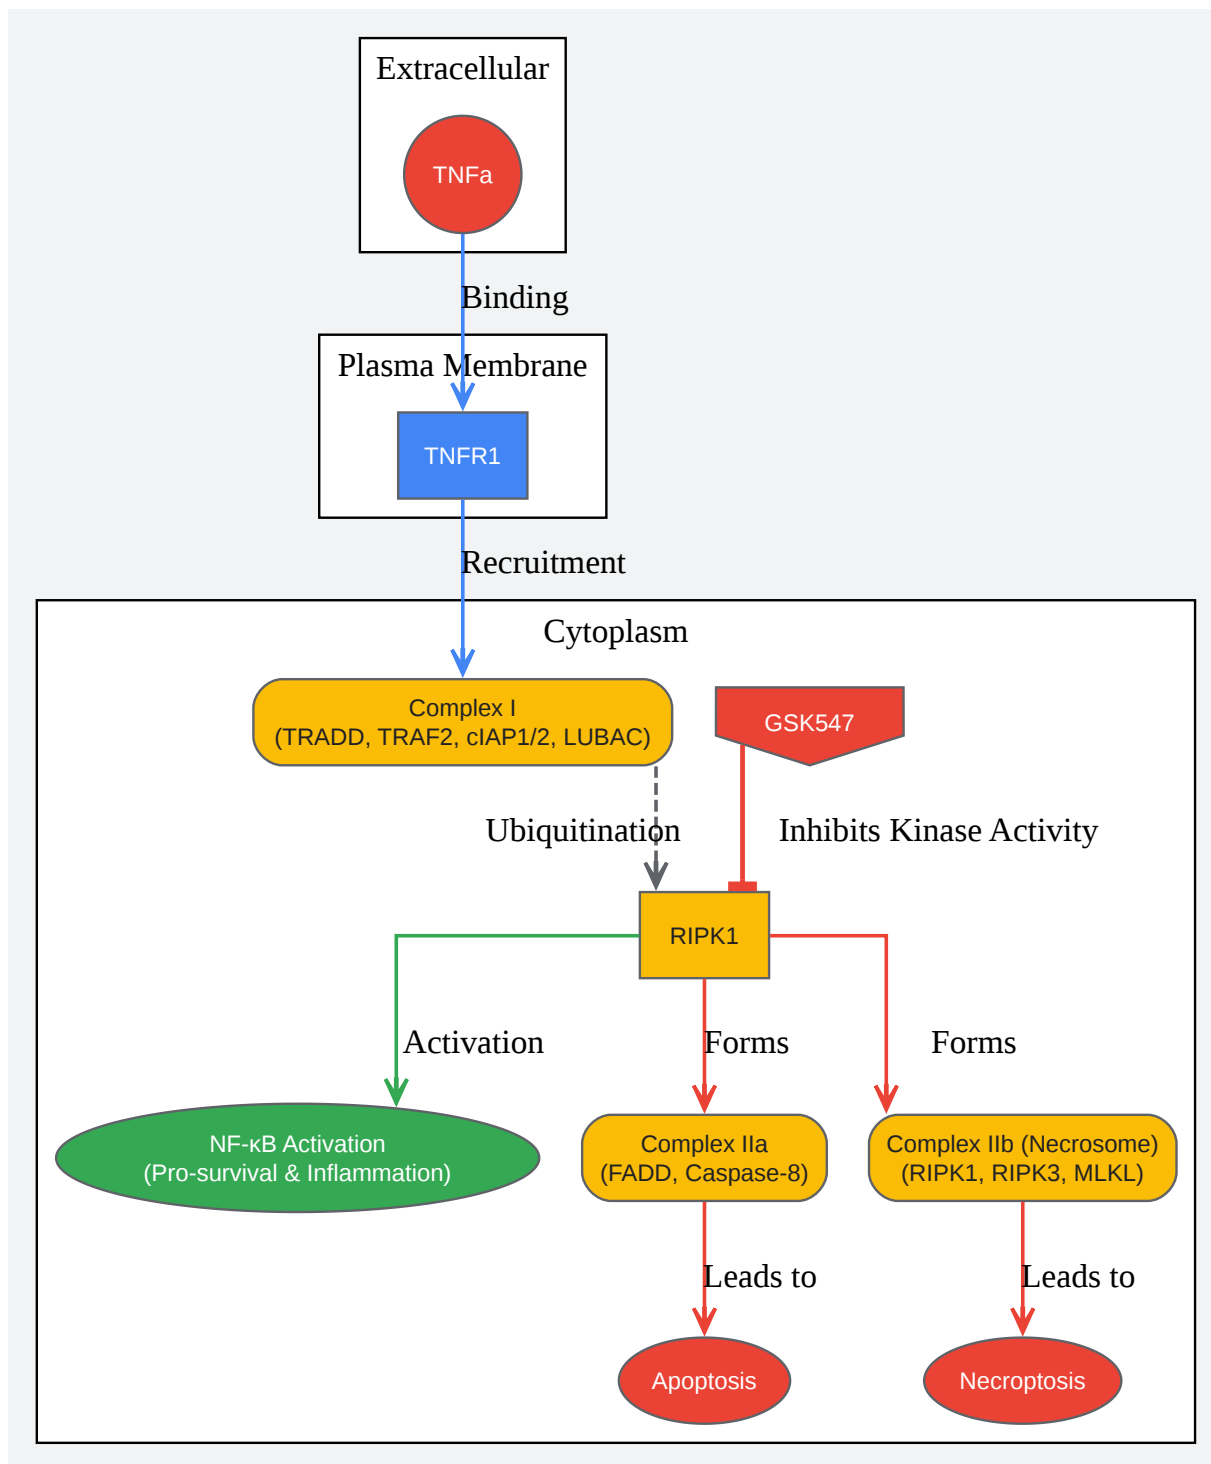 Extracellular
TNFa
Binding
Plasma Membrane
TNFR1
Recruitment
Cytoplasm
Complex I
(TRADD, TRAF2, cIAP1/2, LUBAC)
GSK547
Ubiquitination
Inhibits Kinase Activity
RIPK1
Activation
Forms
Forms
NF-κB Activation
(Pro-survival & Inflammation)
Complex IIa
(FADD, Caspase-8)
Complex IIb (Necrosome)
(RIPK1, RIPK3, MLKL)
Leads to
Leads to
Apoptosis
Necroptosis